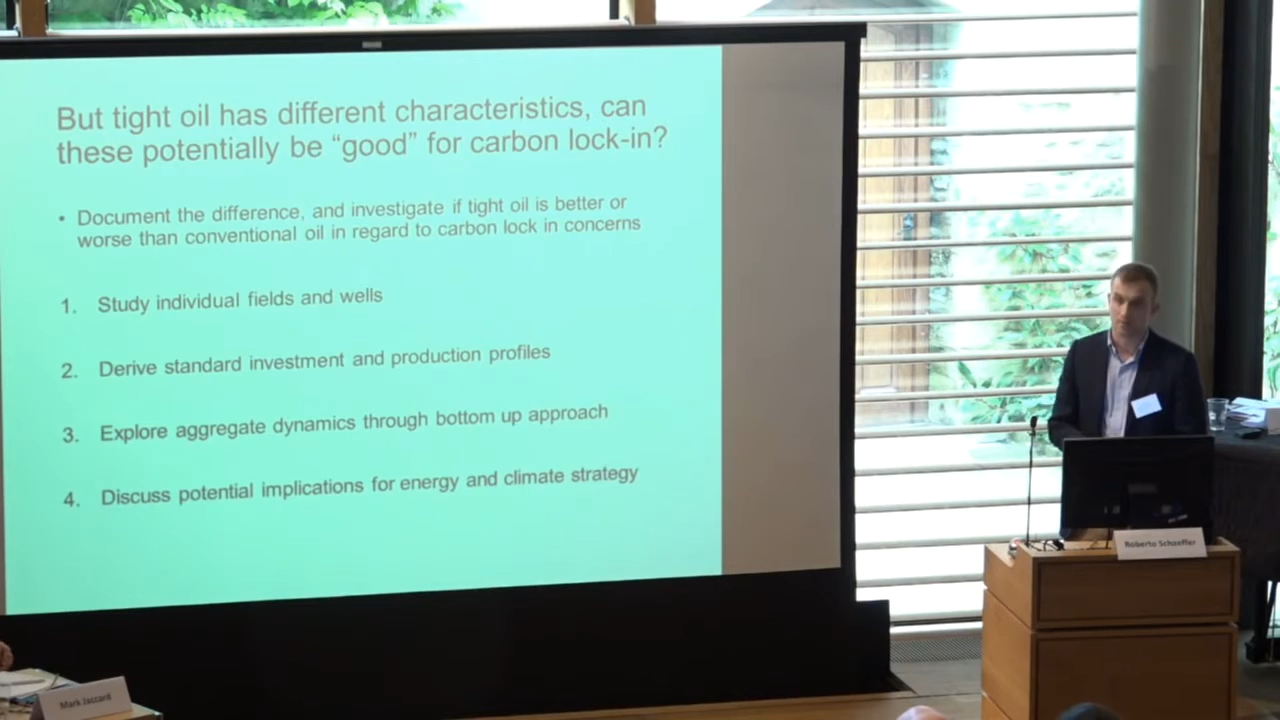 But tight oil has different characteristics, can
these potentially be “good” for carbon lock-in?
• Document the difference, and investigate if tight oil is better or
worse than conventional oil in regard to carbon lock in concerns
1. Study individual fields and wells
2. Derive standard investment and production profiles
3. Explore aggregate dynamics through bottom up approach
4. Discuss potential implications for energy and climate strategy
Roberto Schaeffer
Mark Jaccard